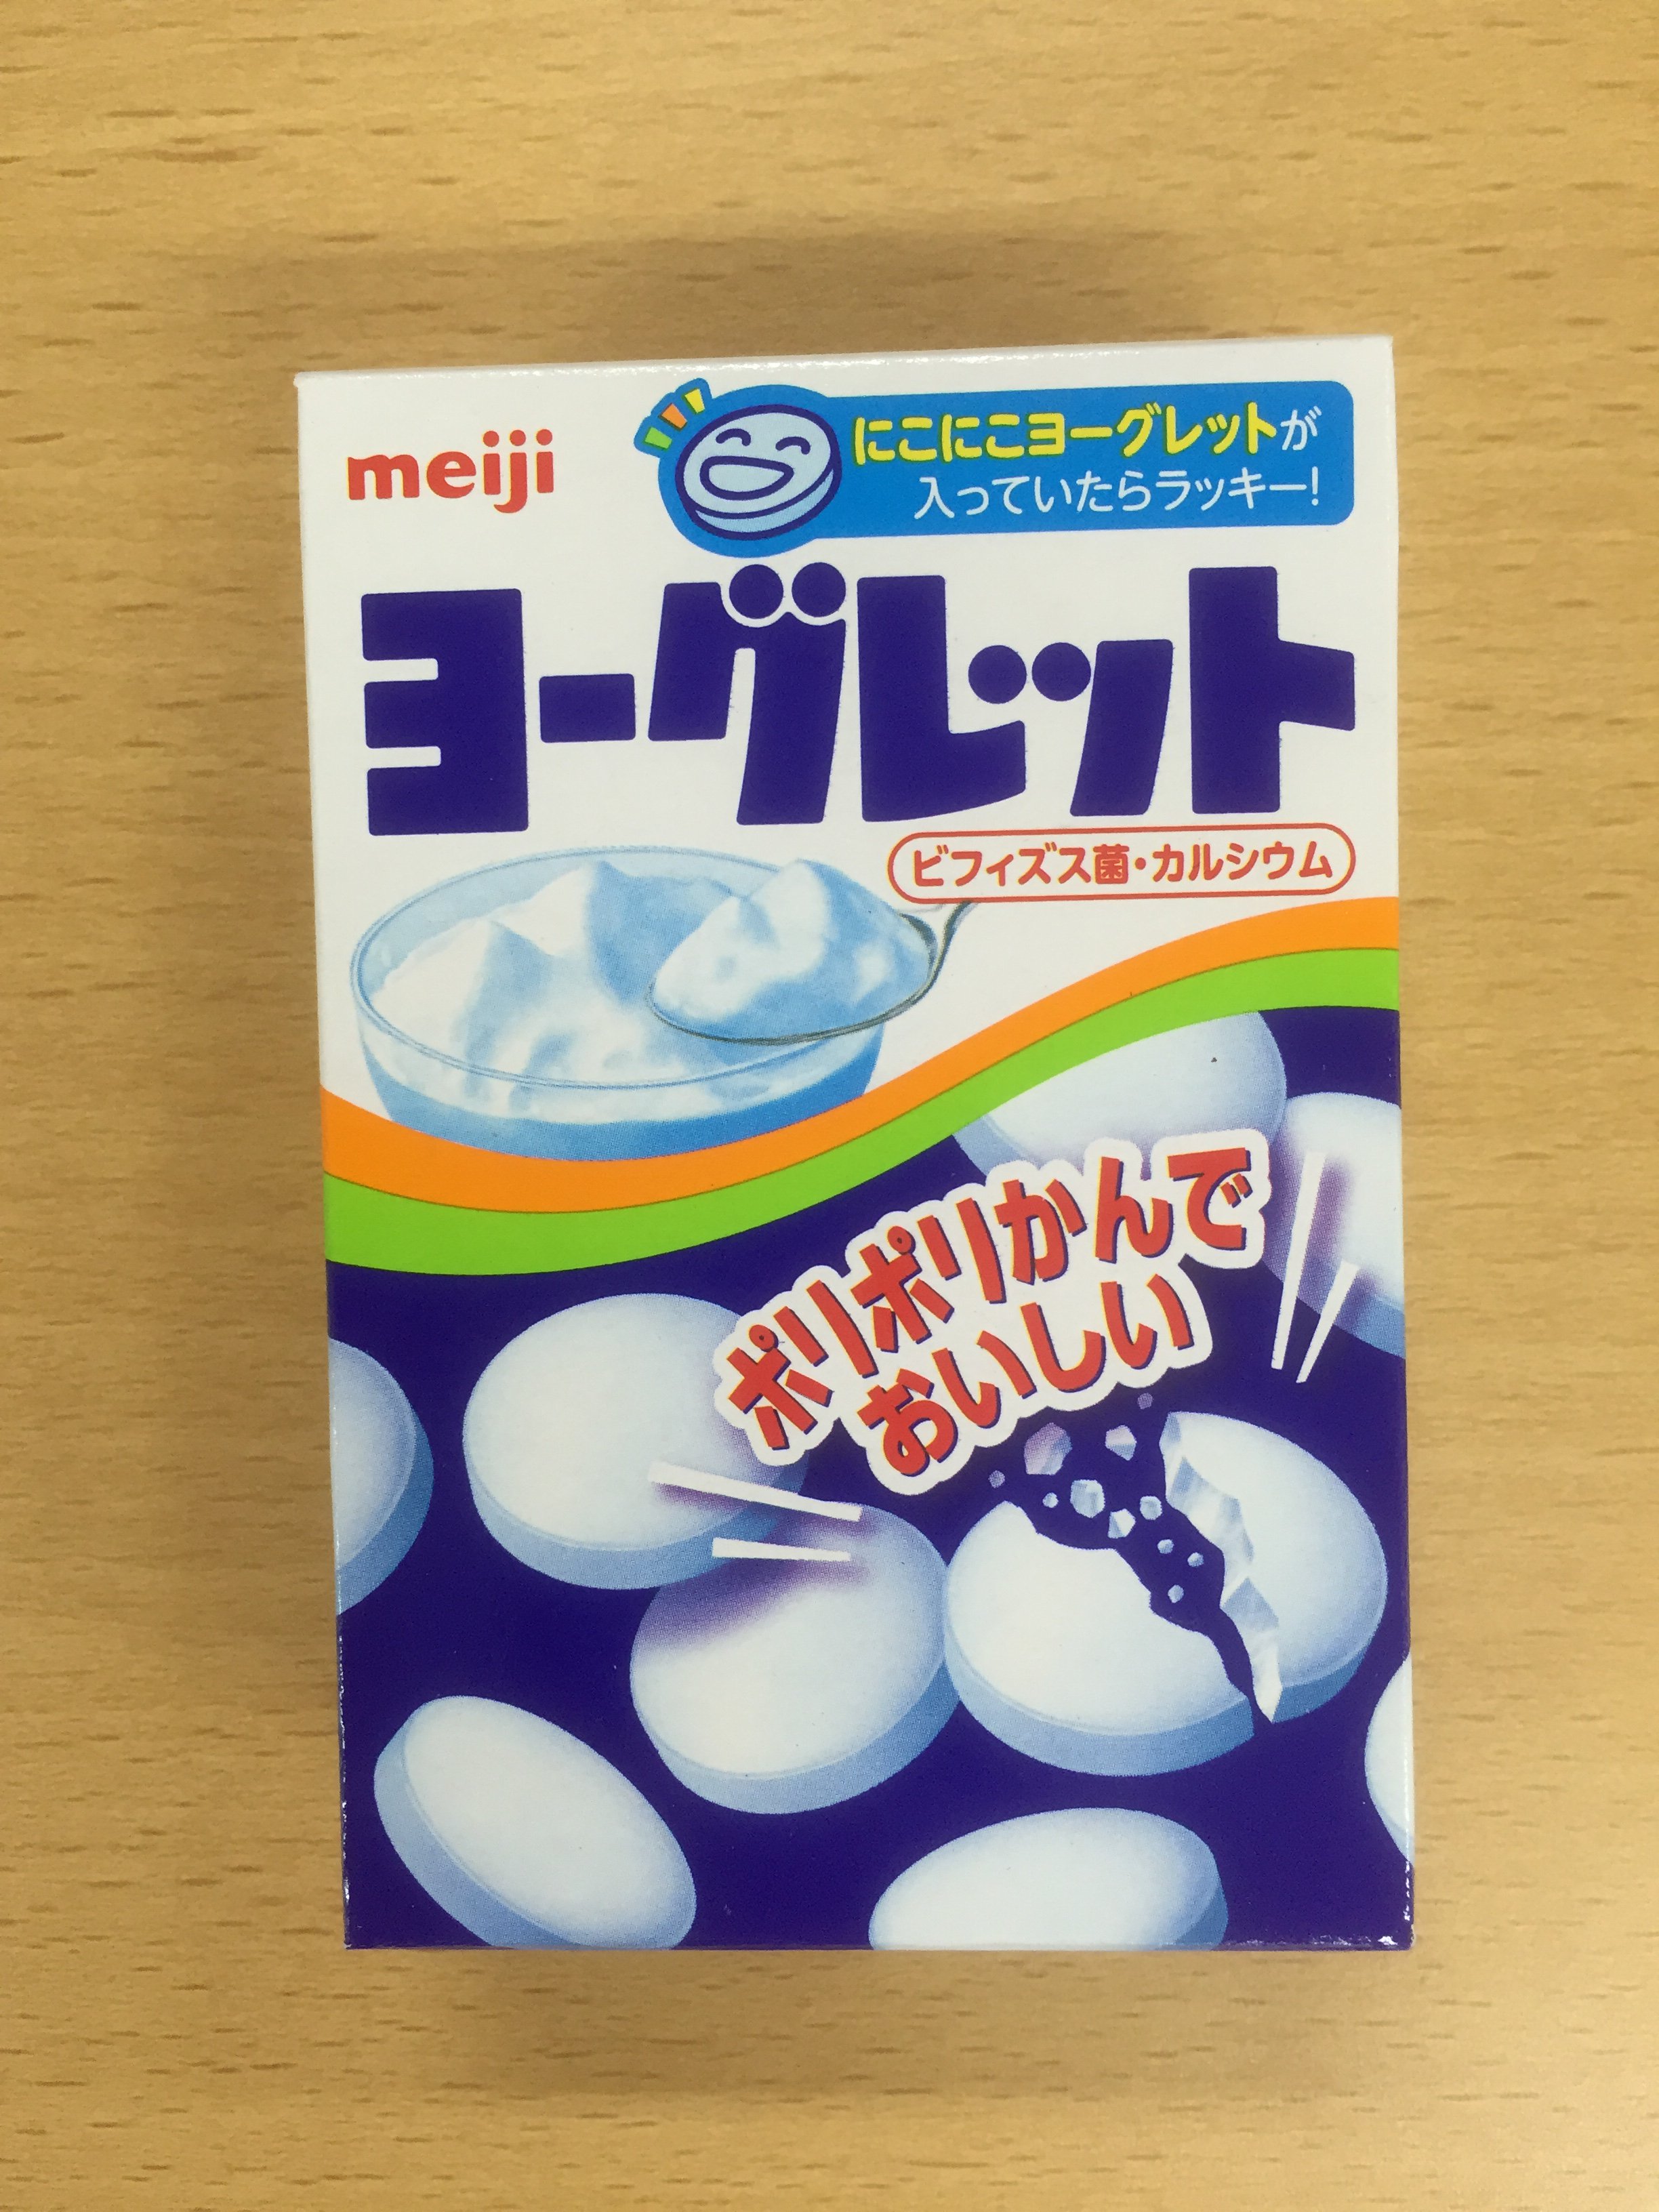 meiji
にこにこヨーグレットが
入っていたらラッキー!
ヨーグレット
ビフィズス菌・カルシウム
ポリポリかんで
おいしい